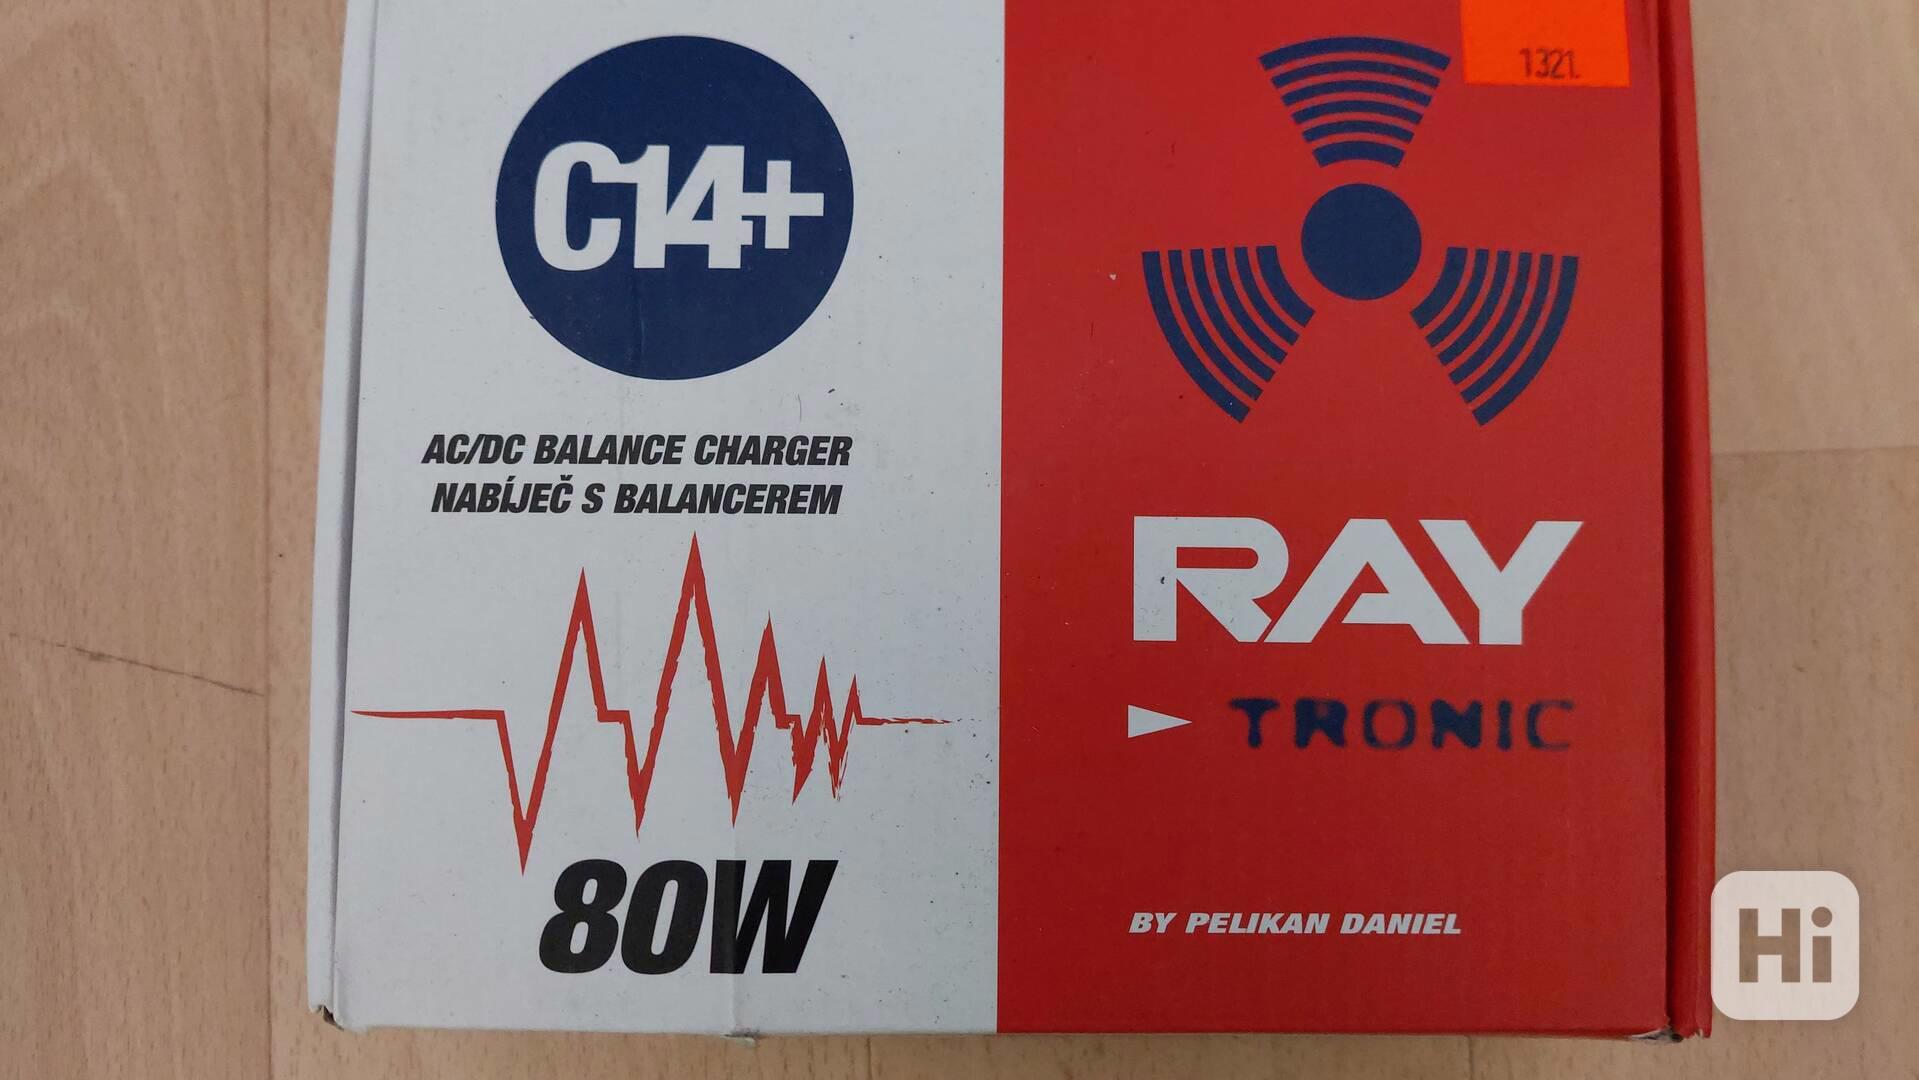 C14+
AC/DC BALANCE CHARGER
NABÍJEČ S BALANCEREM
80W
1321.
RAY
TRONIC
BY PELIKAN DANIEL
Hi